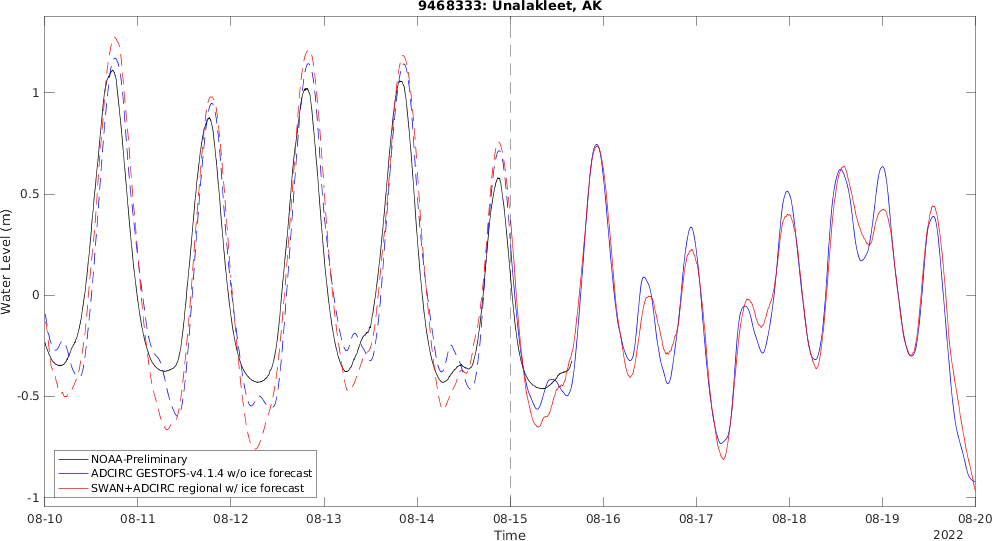 9468333: Unalakleet, AK
Water Level (m)
1
0.5
0
-0.5
-1
NOAA-Preliminary
ADCIRC GESTOFS-v4.1.4 w/o ice forecast
SWAN+ADCIRC regional w/ ice forecast
08-10 08-11 08-12 08-13 08-14 08-15 08-16 08-17 08-18 08-19 08-20
Time
2022